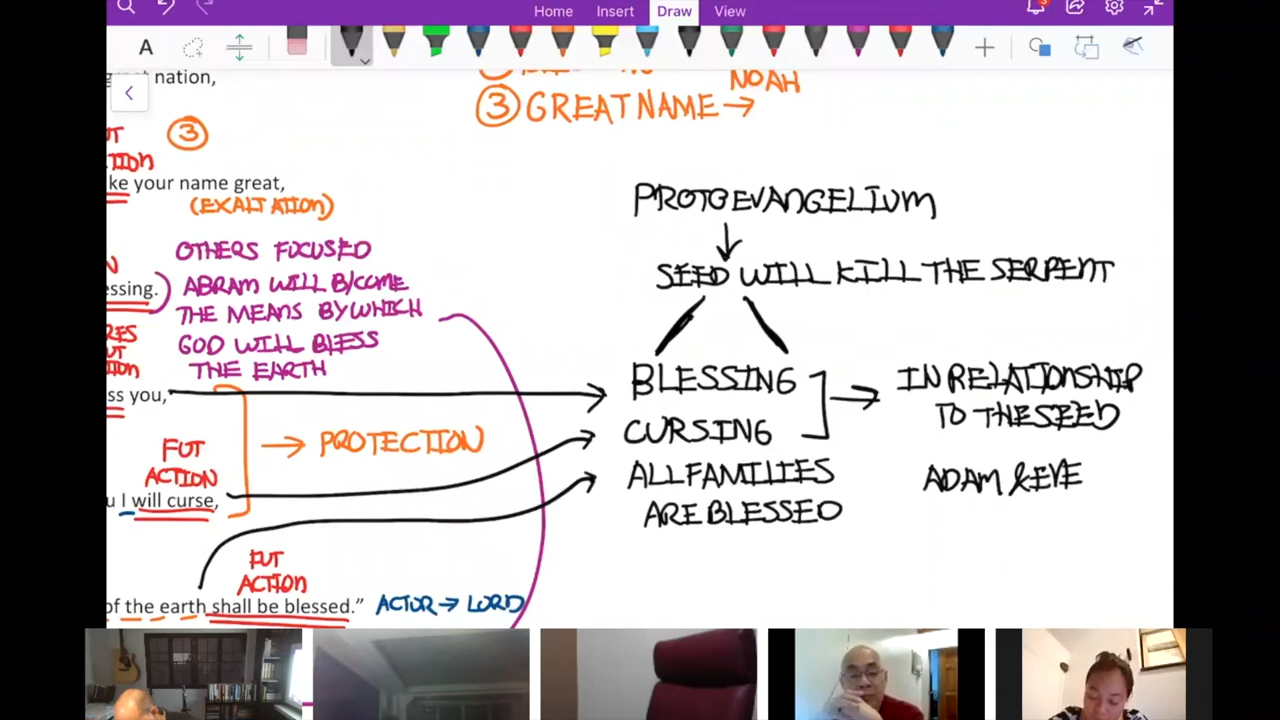 Home Insert Draw View
great nation,
NOAH
③ GREAT NAME →
③
ke your name great,
(EXALTATION)
PROTOEVANGELIUM
OTHERS FOCUSED
SEED WILL KILL THE SERPENT
essing.
ABRAM WILL BECOME
THE MEANS BY WHICH
GOD WILL BLESS
THE EARTH
ss you,
BLESSING
IN RELATIONSHIP
TO THE SEED
CURSING
→ PROTECTION
FUT
ACTION
ALL FAMILIES
ARE BLESSED
ADAM & EVE
u I will curse,
FUT
ACTION
of the earth shall be blessed.”
ACTOR → LORD